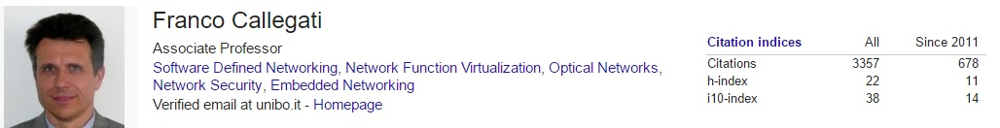 Franco Callegati
Associate Professor
Software Defined Networking, Network Function Virtualization, Optical Networks,
Network Security, Embedded Networking
Verified email at unibo.it - Homepage
Citation indices All Since 2011
Citations 3357 678
h-index 22 11
i10-index 38 14